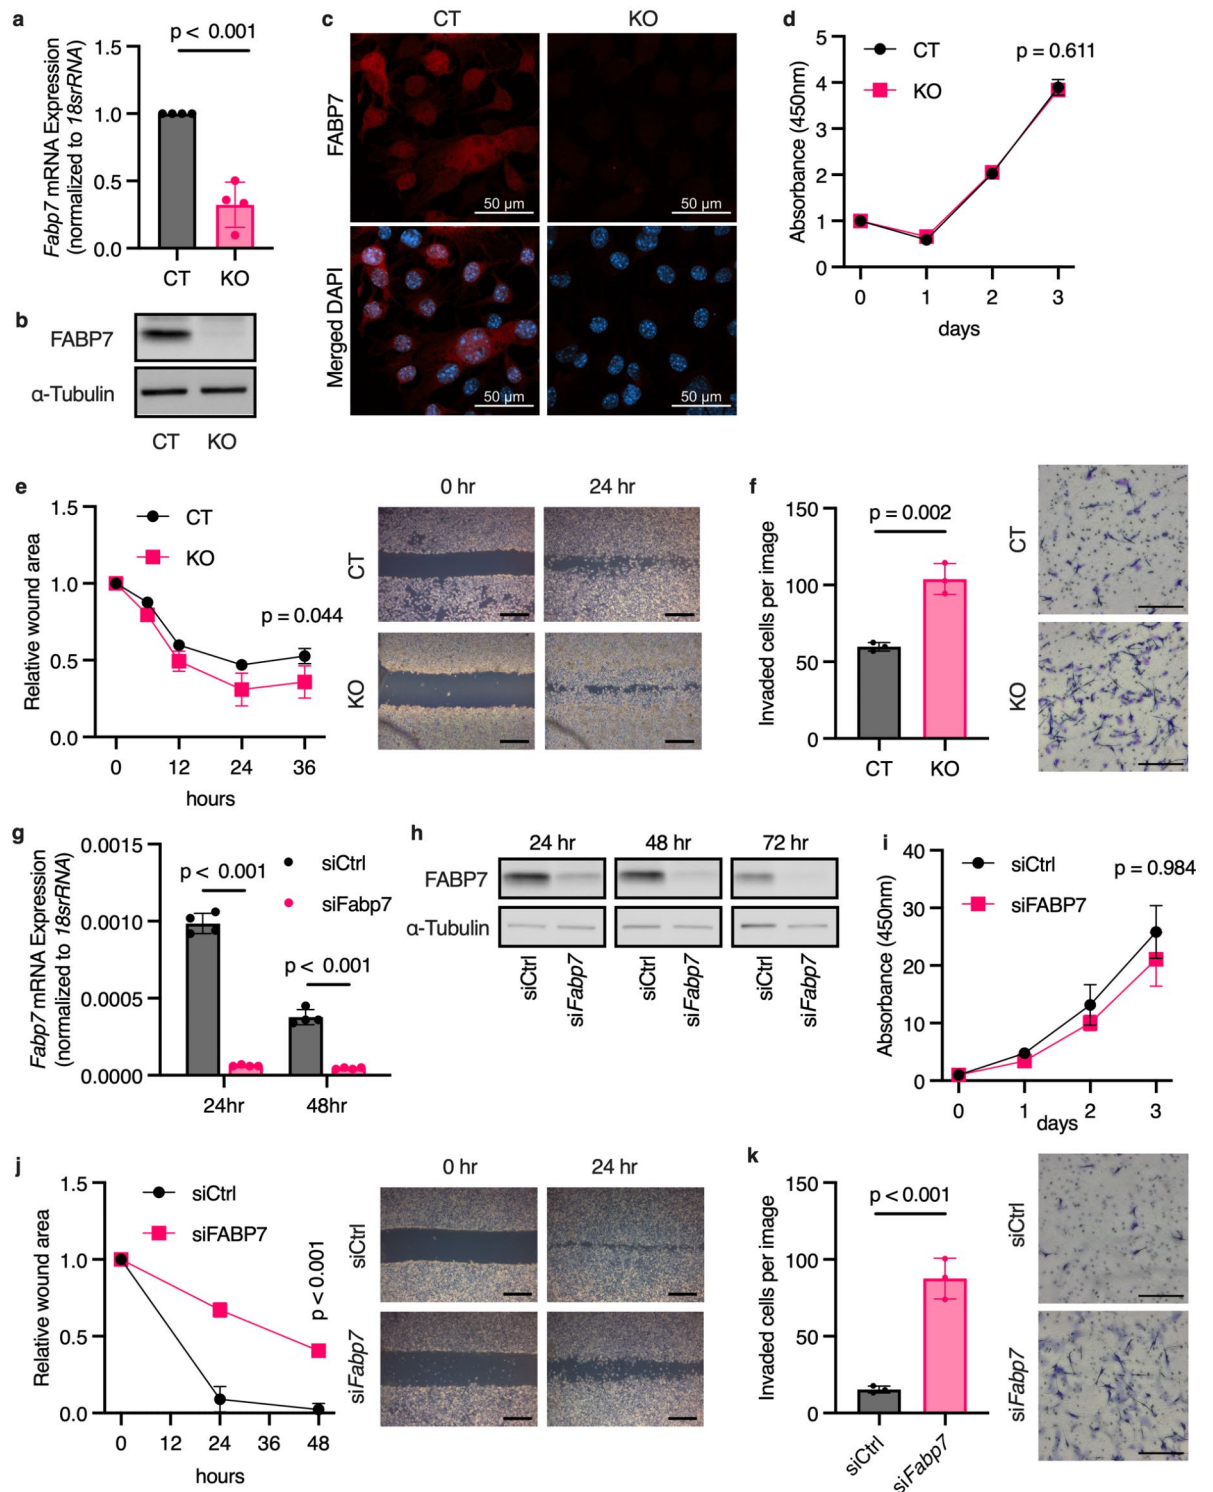 a
p < 0.001
Fabp7 mRNA Expression
(normalized to 18srRNA)
1.5
1.0
0.5
0.0
CT
KO
b
FABP7
α-Tubulin
CT
KO
c
CT
KO
FABP7
Merged DAPI
50 µm
50 µm
50 µm
50 µm
d
CT
KO
p = 0.611
Absorbance (450nm)
5
4
3
2
1
0
0
1
2
3
days
e
CT
KO
p = 0.044
Relative wound area
1.5
1.0
0.5
0.0
0
12
24
36
hours
0 hr
24 hr
CT
KO
f
p = 0.002
Invaded cells per image
150
100
50
0
CT
KO
CT
KO
g
p < 0.001
p < 0.001
siCtrl
siFabp7
Fabp7 mRNA Expression
(normalized to 18srRNA)
0.0015
0.0010
0.0005
0.0000
24hr
48hr
h
24 hr
48 hr
72 hr
FABP7
α-Tubulin
siCtrl
siFabp7
siCtrl
siFabp7
siCtrl
siFabp7
i
siCtrl
siFABP7
p = 0.984
Absorbance (450nm)
40
30
20
10
0
0
1
2
3
days
j
siCtrl
siFABP7
p < 0.001
Relative wound area
1.5
1.0
0.5
0.0
0
12
24
36
48
hours
0 hr
24 hr
siCtrl
siFabp7
k
p < 0.001
Invaded cells per image
150
100
50
0
siCtrl
siFabp7
siCtrl
siFabp7